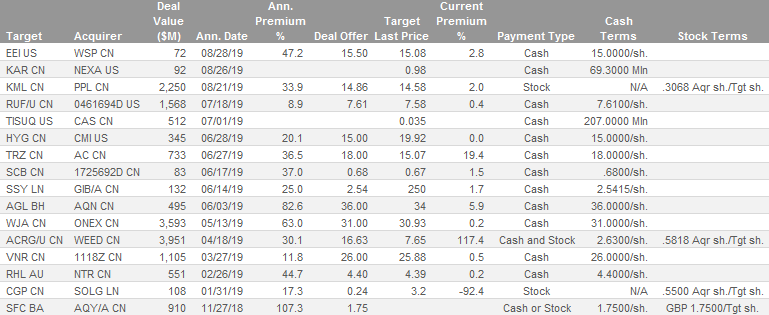 Deal Ann. Current
Value Premium Target Premium Cash
Target Acquirer ($M) Ann. Date % Deal Offer Last Price % Payment Type Terms Stock Terms
EEI US WSP CN 72 08/28/19 47.2 15.50 15.08 2.8 Cash 15.0000/sh.
KAR CN NEXA US 92 08/26/19 0.98 Cash 69.3000 Mln
KML CN PPL CN 2,250 08/21/19 33.9 14.86 14.58 2.0 Stock N/A .3068 Aqr sh./Tgt sh.
RUF/U CN 0461694D US 1,568 07/18/19 8.9 7.61 7.58 0.4 Cash 7.6100/sh.
TISUQ US CAS CN 512 07/01/19 0.035 Cash 207.0000 Mln
HYG CN CMI US 345 06/28/19 20.1 15.00 19.92 0.0 Cash 15.0000/sh.
TRZ CN AC CN 733 06/27/19 36.5 18.00 15.07 19.4 Cash 18.0000/sh.
SCB CN 1725692D CN 83 06/17/19 37.0 0.68 0.67 1.5 Cash .6800/sh.
SSY LN GIB/A CN 132 06/14/19 25.0 2.54 250 1.7 Cash 2.5415/sh.
AGL BH AQN CN 495 06/03/19 82.6 36.00 34 5.9 Cash 36.0000/sh.
WJA CN ONEX CN 3,593 05/13/19 63.0 31.00 30.93 0.2 Cash 31.0000/sh.
ACRG/U CN WEED CN 3,951 04/18/19 30.1 16.63 7.65 117.4 Cash and Stock 2.6300/sh. .5818 Aqr sh./Tgt sh.
VNR CN 1118Z CN 1,105 03/27/19 11.8 26.00 25.88 0.5 Cash 26.0000/sh.
RHL AU NTR CN 551 02/26/19 44.7 4.40 4.39 0.2 Cash 4.4000/sh.
CGP CN SOLG LN 108 01/31/19 17.3 0.24 3.2 -92.4 Stock N/A .5500 Aqr sh./Tgt sh.
SFC BA AQY/A CN 910 11/27/18 107.3 1.75 Cash or Stock 1.7500/sh. GBP 1.7500/Tgt sh.